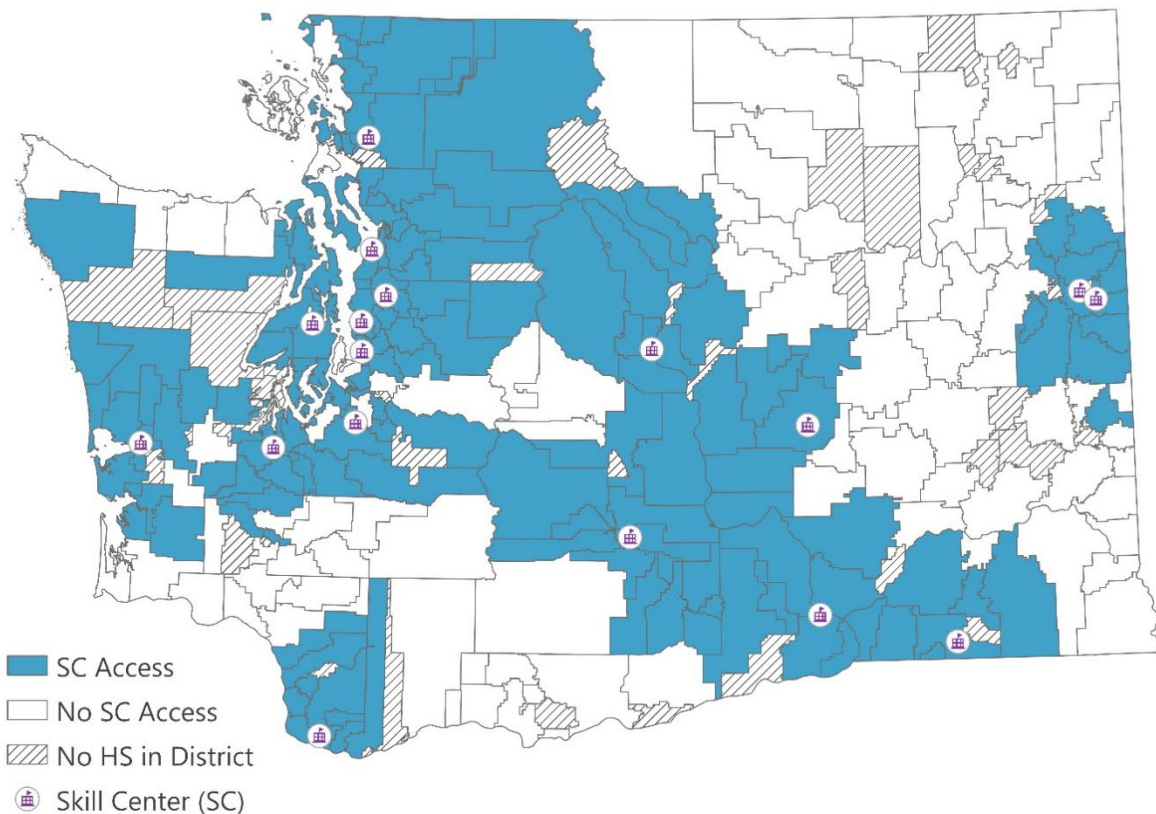 SC Access
No SC Access
No HS in District
Skill Center (SC)